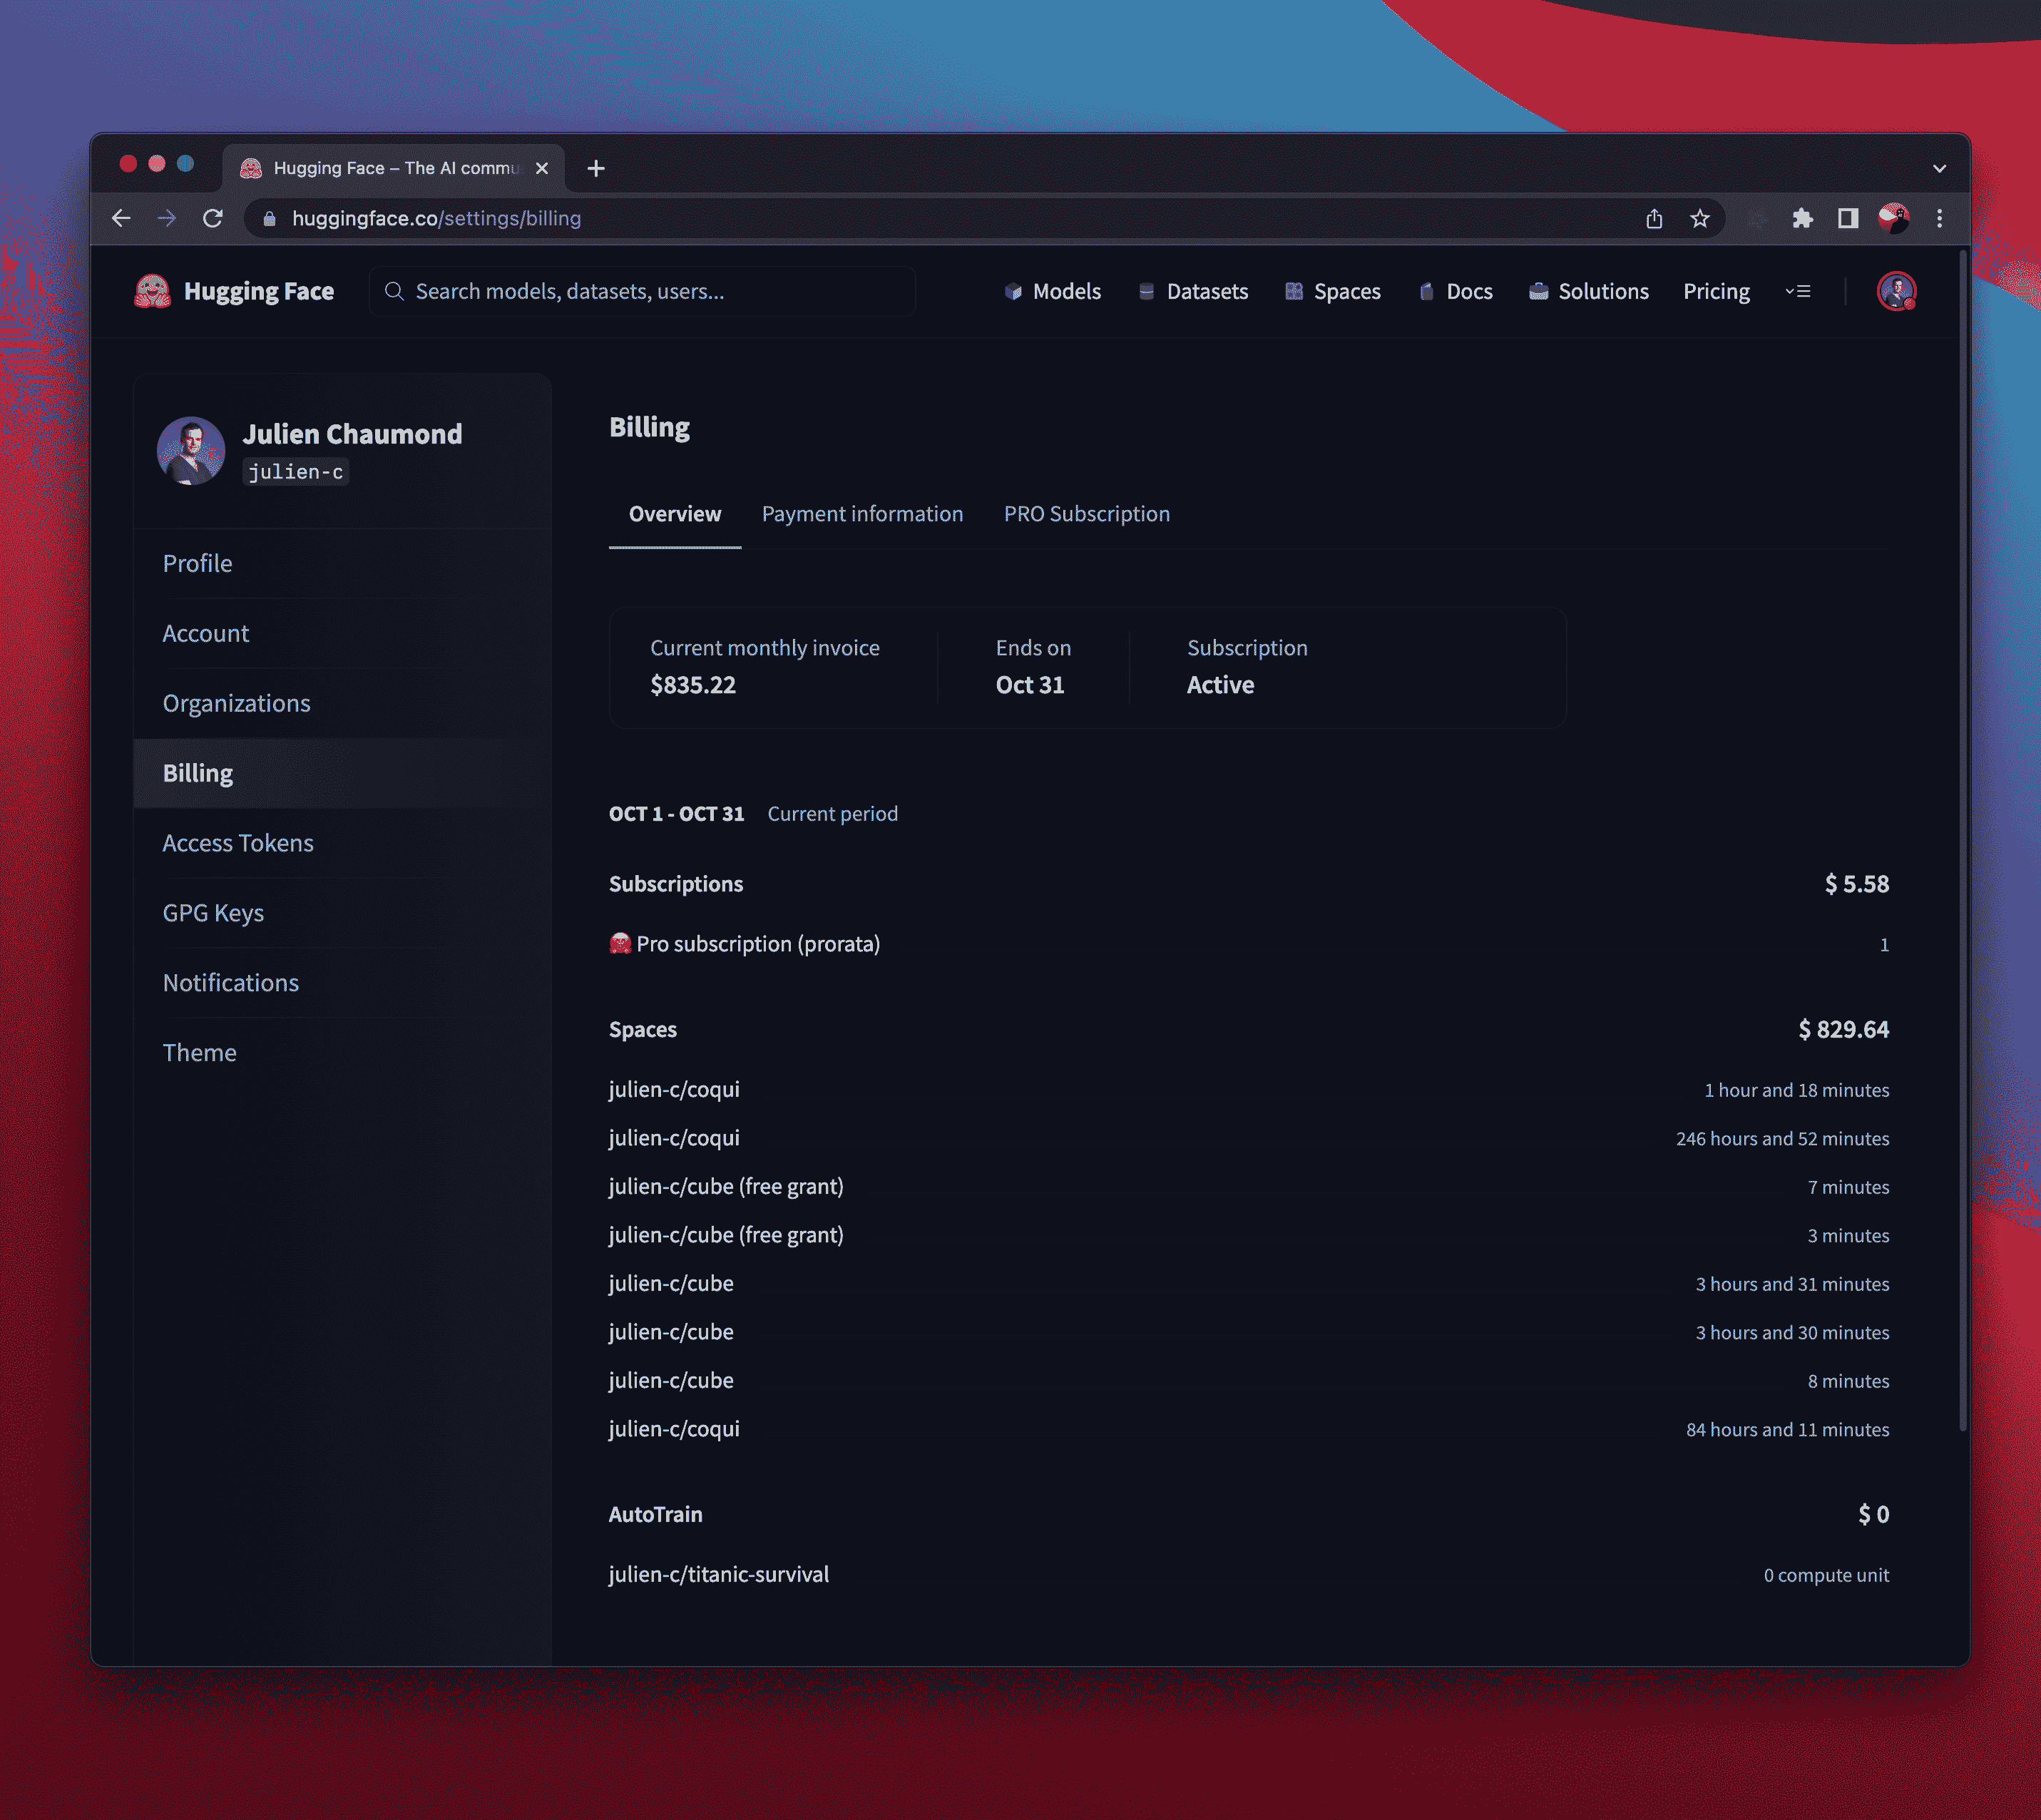 Hugging Face – The AI commu
huggingface.co/settings/billing
Hugging Face
Search models, datasets, users...
Models
Datasets
Spaces
Docs
Solutions
Pricing
Julien Chaumond
julien-c
Profile
Account
Organizations
Billing
Access Tokens
GPG Keys
Notifications
Theme
Billing
Overview Payment information PRO Subscription
Current monthly invoice Ends on Subscription
$835.22 Oct 31 Active
OCT 1 - OCT 31 Current period
Subscriptions $ 5.58
Pro subscription (prorata) 1
Spaces $ 829.64
julien-c/coqui 1 hour and 18 minutes
julien-c/coqui 246 hours and 52 minutes
julien-c/cube (free grant) 7 minutes
julien-c/cube (free grant) 3 minutes
julien-c/cube 3 hours and 31 minutes
julien-c/cube 3 hours and 30 minutes
julien-c/cube 8 minutes
julien-c/coqui 84 hours and 11 minutes
AutoTrain $ 0
julien-c/titanic-survival 0 compute unit